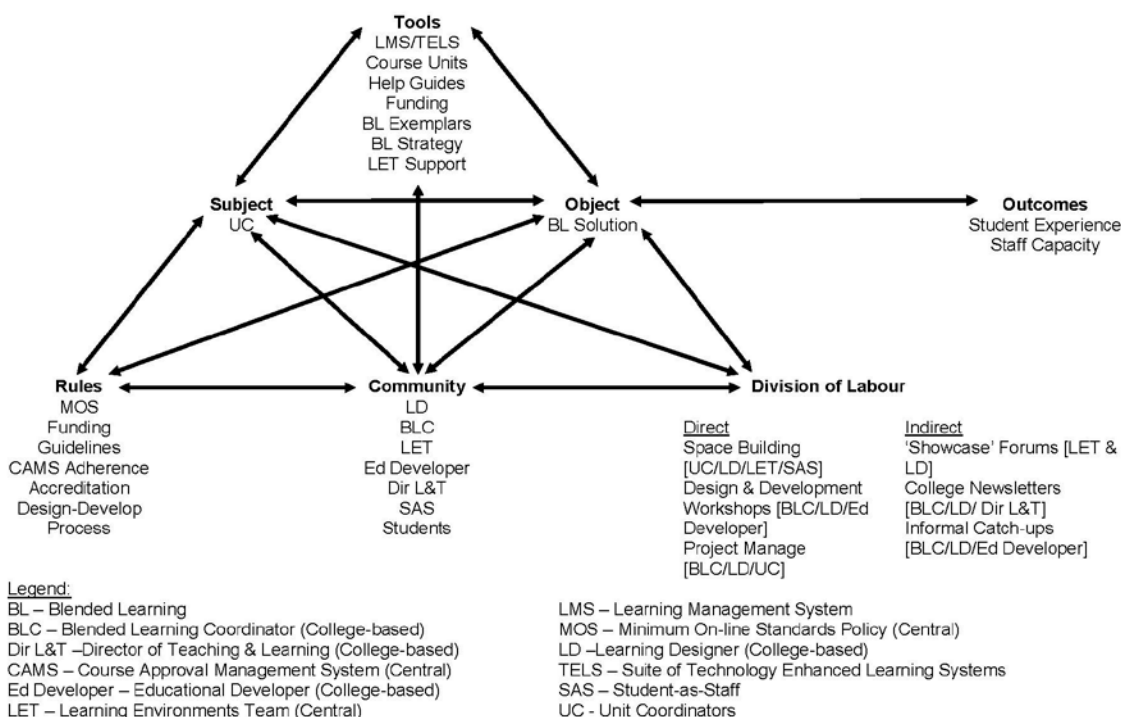 Tools
LMS/TELS
Course Units
Help Guides
Funding
BL Exemplars
BL Strategy
LET Support
Subject
UC
Object
BL Solution
Outcomes
Student Experience
Staff Capacity
Rules
MOS
Funding
Guidelines
CAMS Adherence
Accreditation
Design-Develop
Process
Community
LD
BLC
LET
Ed Developer
Dir L&T
SAS
Students
Division of Labour
Direct
Space Building
[UC/LD/LET/SAS]
Design & Development
Workshops [BLC/LD/Ed
Developer]
Project Manage
[BLC/LD/UC]
Indirect
'Showcase' Forums [LET &
LD]
College Newsletters
[BLC/LD/ Dir L&T]
Informal Catch-ups
[BLC/LD/Ed Developer]
Legend:
BL – Blended Learning
BLC – Blended Learning Coordinator (College-based)
Dir L&T –Director of Teaching & Learning (College-based)
CAMS – Course Approval Management System (Central)
Ed Developer – Educational Developer (College-based)
LET – Learning Environments Team (Central)
LMS – Learning Management System
MOS – Minimum On-line Standards Policy (Central)
LD –Learning Designer (College-based)
TELS – Suite of Technology Enhanced Learning Systems
SAS – Student-as-Staff
UC - Unit Coordinators